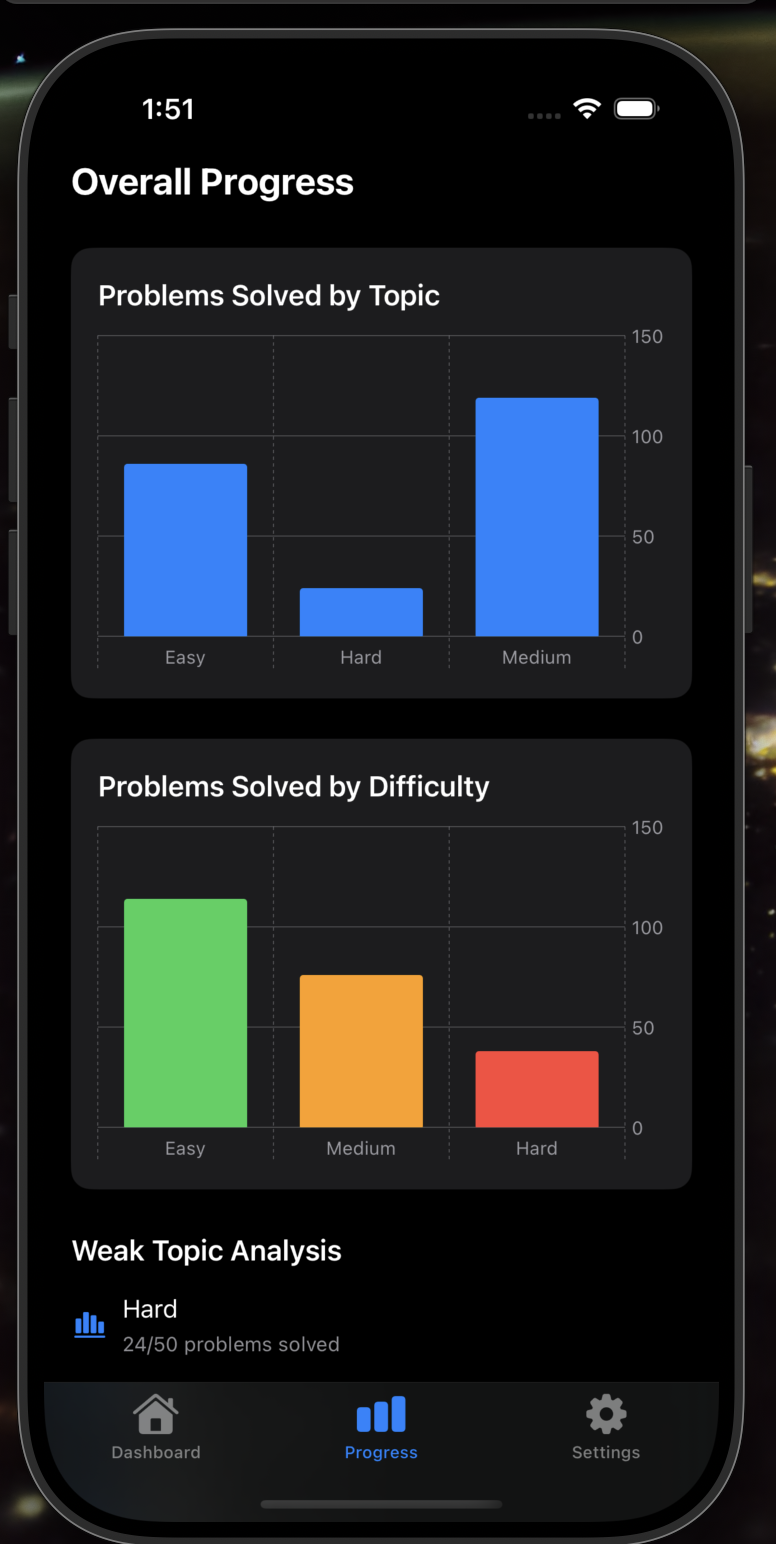 1:51
Overall Progress
Problems Solved by Topic
150
100
50
0
Easy Hard Medium
Problems Solved by Difficulty
150
100
50
0
Easy Medium Hard
Weak Topic Analysis
Hard
24/50 problems solved
Dashboard Progress Settings